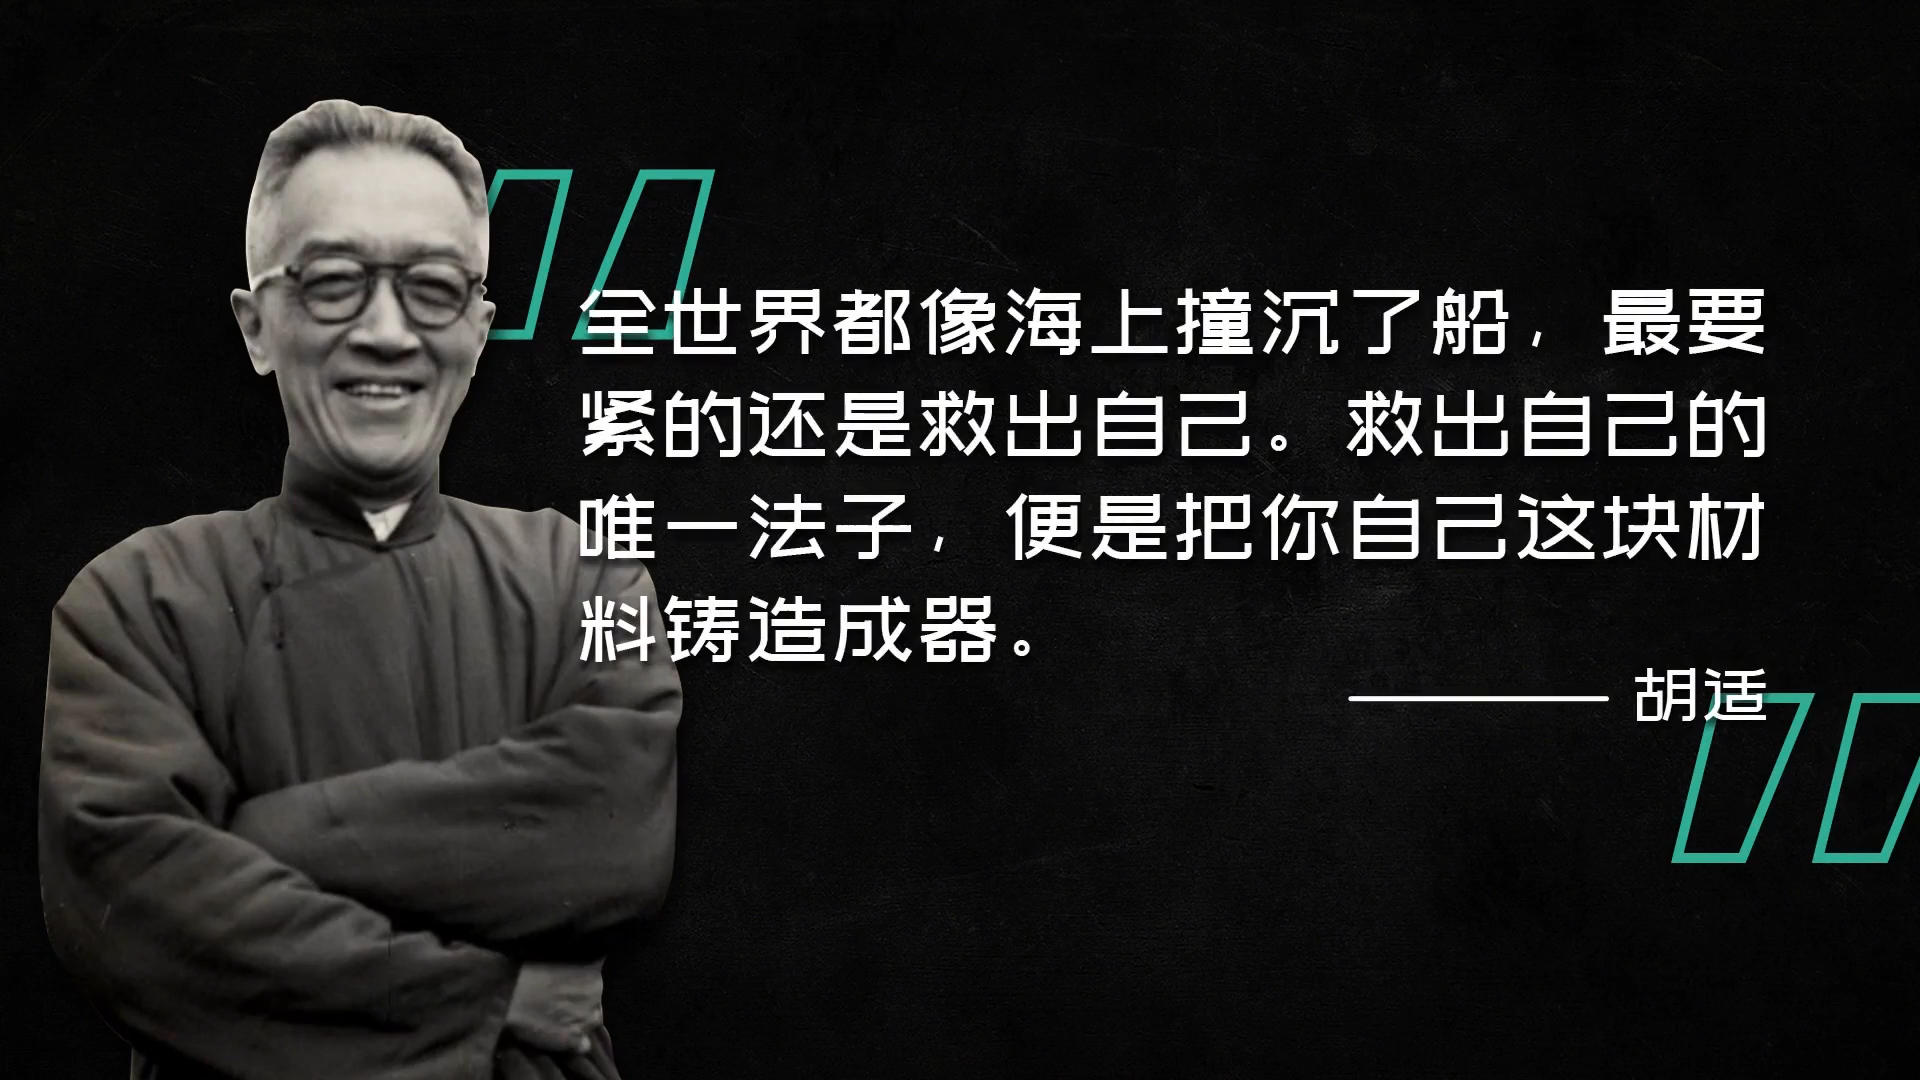 全世界都像海上撞沉了船，最要
紧的还是救出自己。救出自己的
唯一法子，便是把你自己这块材
料铸造成器。
—— 胡适